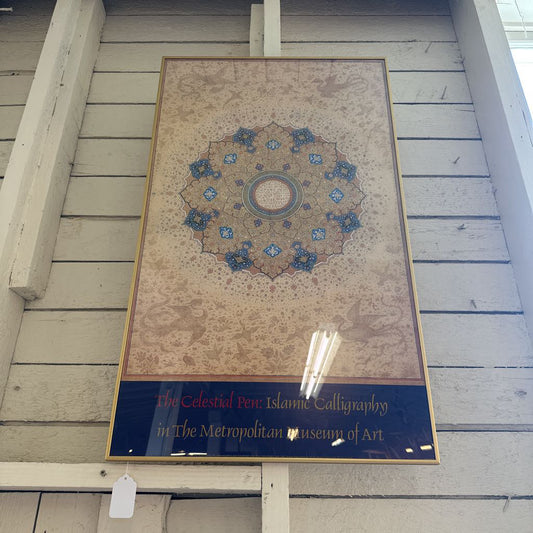 The Celestial Pen: Islamic Calligraphy
in The Metropolitan Museum of Art